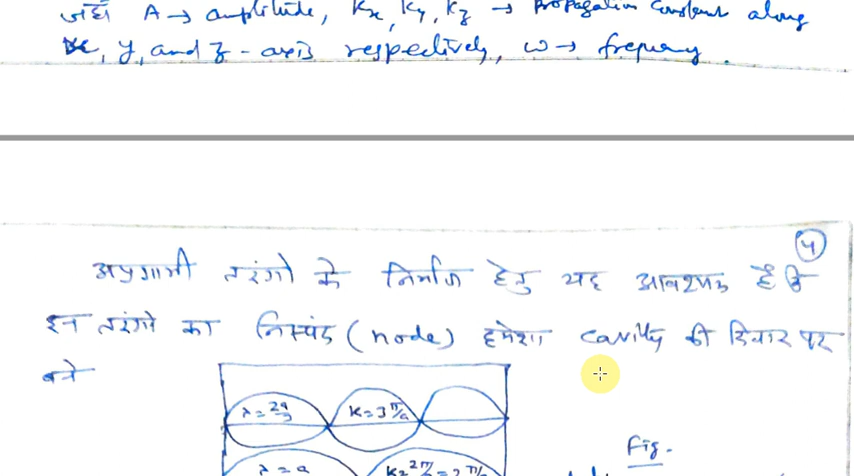 जहाँ A → amplitude, Kx, Ky, Kz → Propagation Constant along
x, y, and z-axis respectively, ω → frequency.
५
अप्रगामी तरंगो के निर्माण हेतु यह आवश्यक है कि
इन तरंगो का निस्पंद (node) हमेशा cavity की दिवार पर
बने
λ = 2a/3 K = 3π/a
Fig.
λ = a